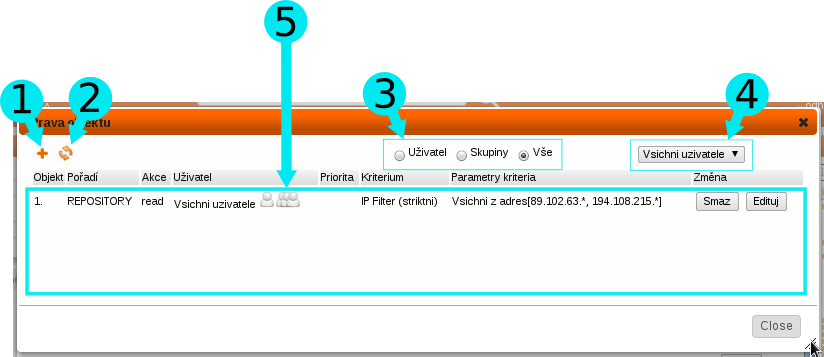 5
1 2 3 4
práva objektu
Uživatel Skupiny Vše Vsichni uzivatele
Objekt Pořadí Akce Uživatel Priorita Kriterium Parametry kriteria Změna
1. REPOSITORY read Vsichni uzivatele IP Filter (striktni) Vsichni z adres[89.102.63.*, 194.108.215.*] Smaz Edituj
Close